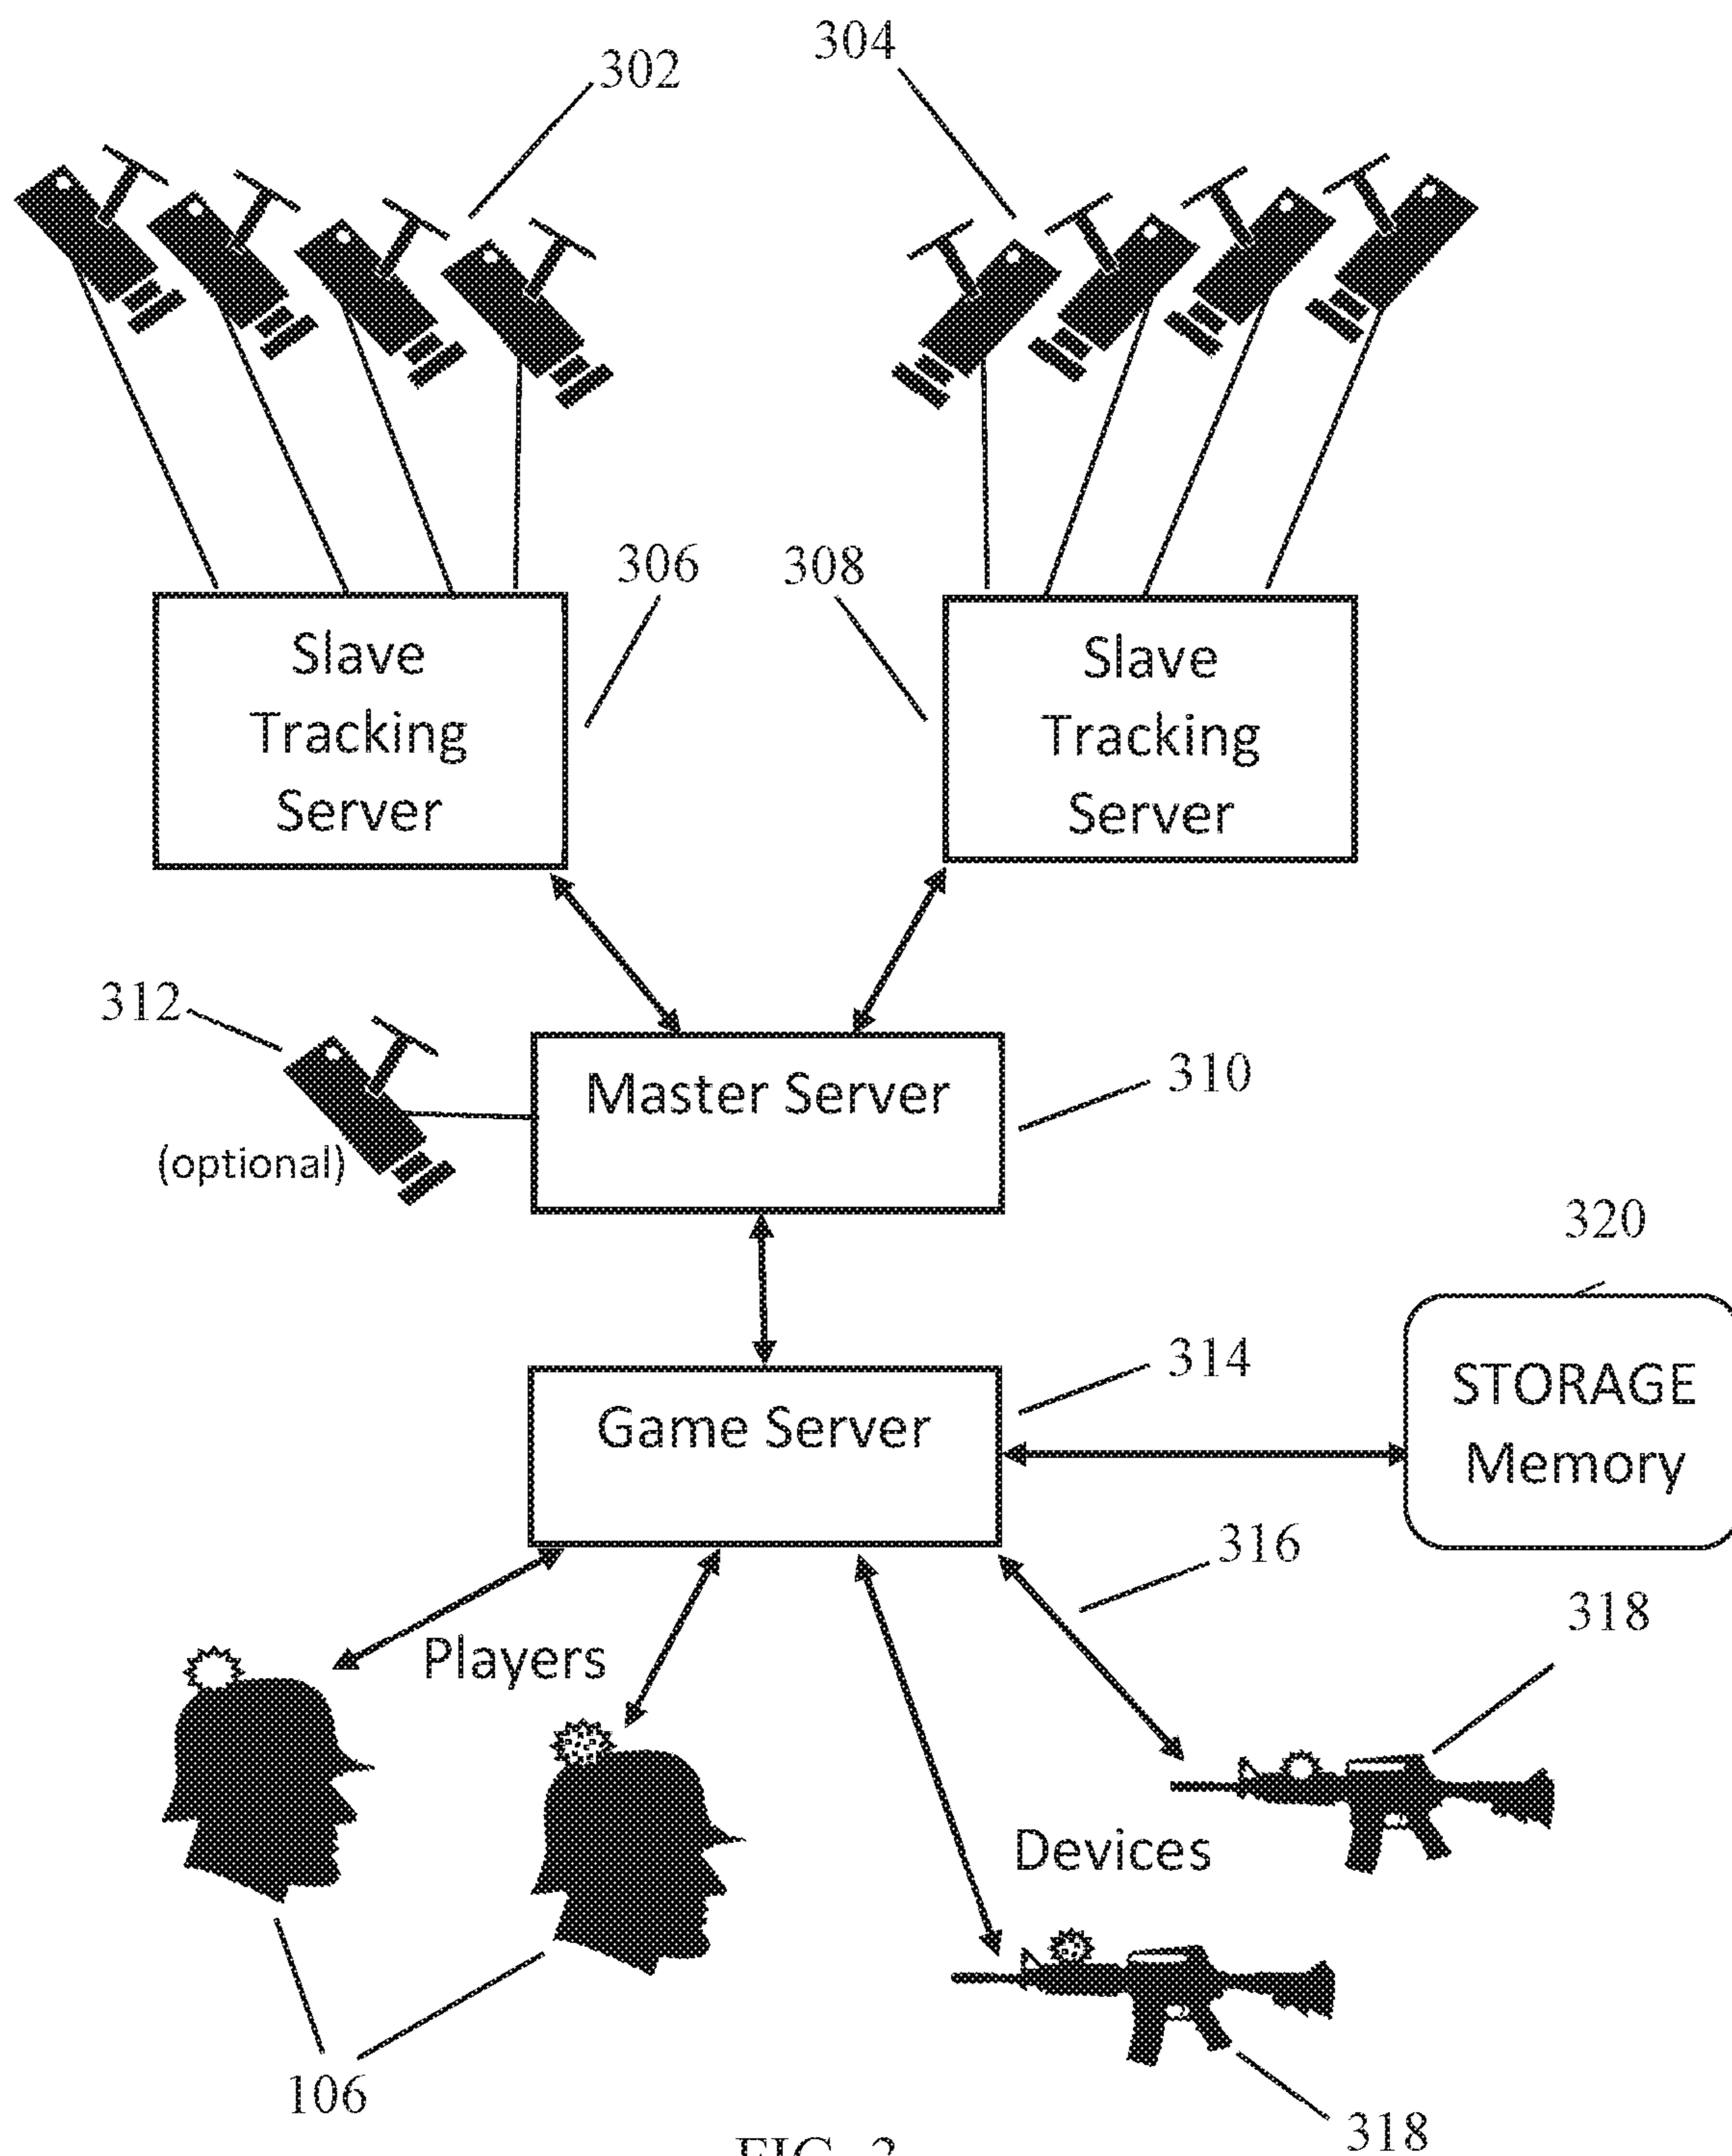 302
304
306
308
Slave
Tracking
Server
Slave
Tracking
Server
312
(optional)
Master Server
310
320
314
STORAGE
Memory
Game Server
316
318
Players
Devices
106
318